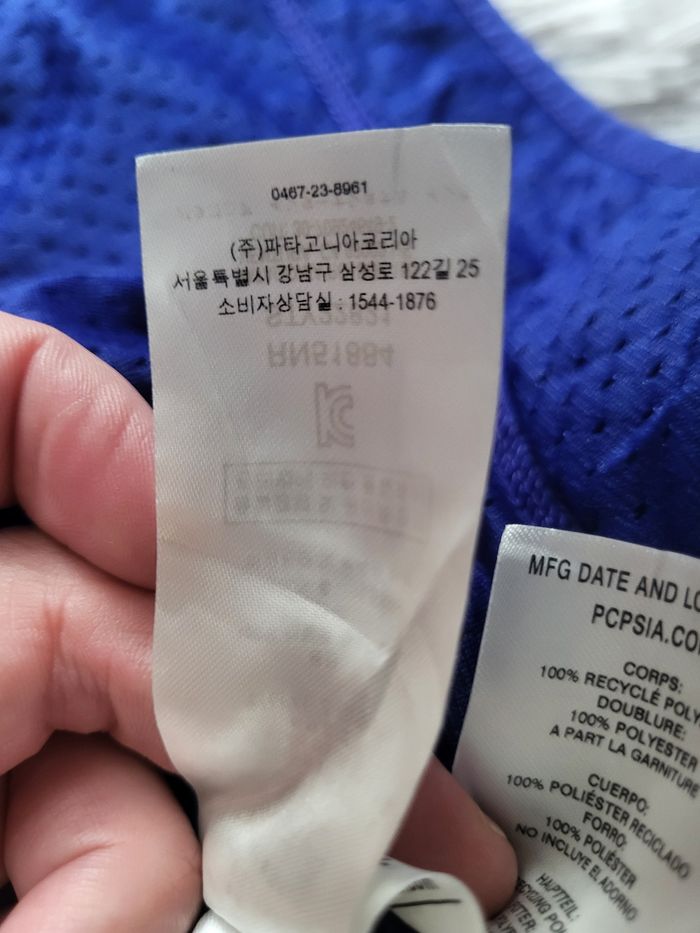 0467-23-8961
(주)파타고니아코리아
서울특별시 강남구 삼성로 122길 25
소비자상담실 : 1544-1876
RN51884
MFG DATE AND
PCPSIA.CO
CORPS:
100% RECYCLÉ
DOUBLURE:
100% POLYESTER
A PART LA GARNITURE
CUERPO:
100% POLIÉSTER RECICLADO
FORRO:
100% POLIÉSTER
NO INCLUYE EL ADORNO
HAUPTTEIL: